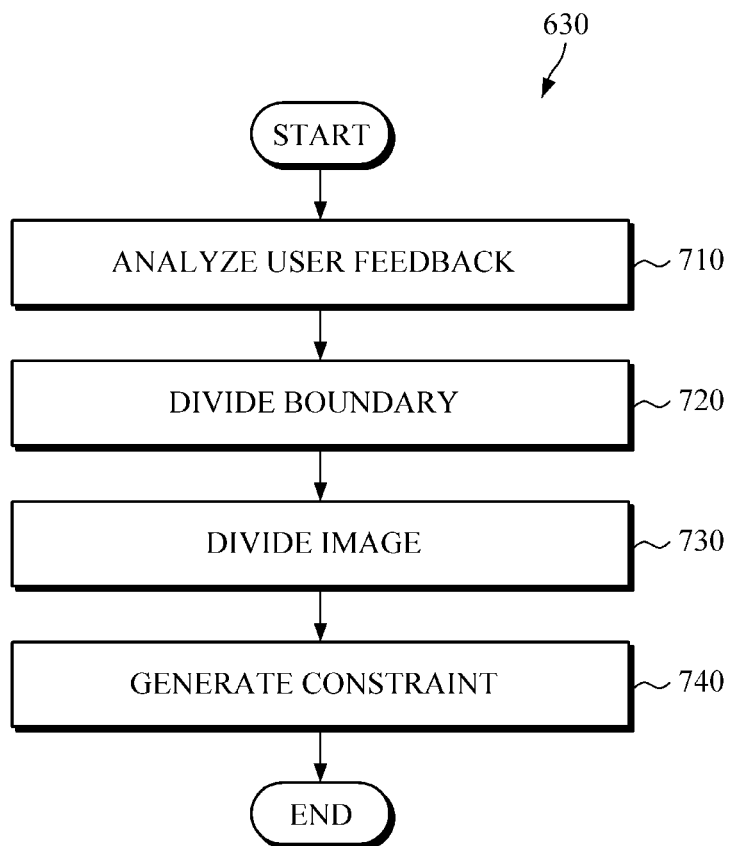 630
START
ANALYZE USER FEEDBACK
710
DIVIDE BOUNDARY
720
DIVIDE IMAGE
730
GENERATE CONSTRAINT
740
END